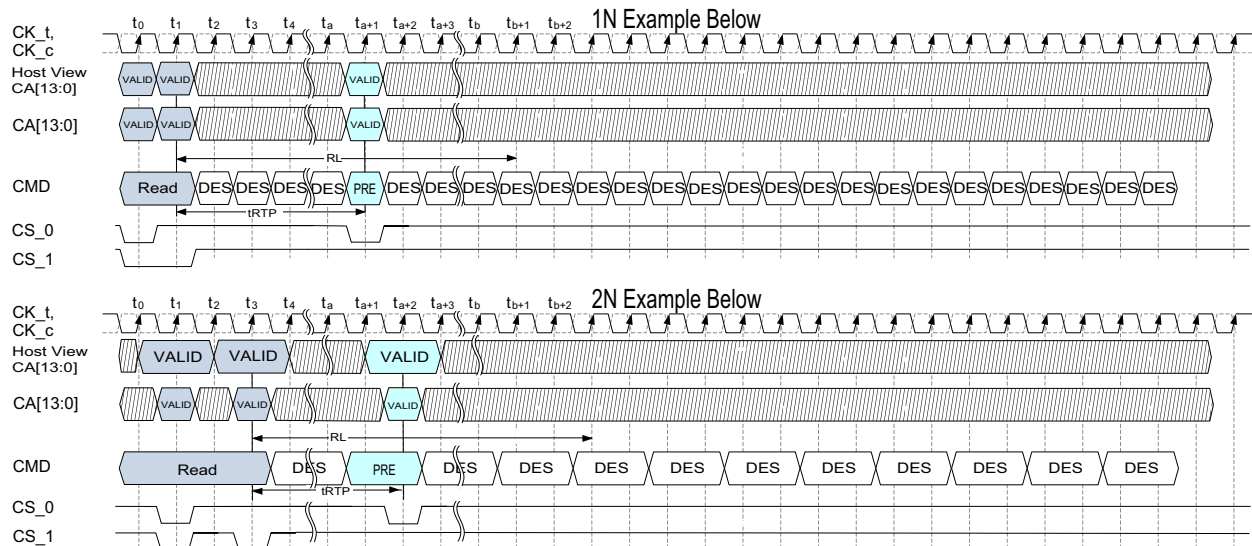 1N Example Below
t0 t1 t2 t3 t4 ta ta+1 ta+2 ta+3 tb tb+1 tb+2
CK_t,
CK_c
Host View
CA[13:0]
VALID VALID VALID
CA[13:0]
VALID VALID VALID
RL
CMD
Read DES DES DES DES PRE DES DES DES DES DES DES DES DES DES DES DES DES DES DES DES DES DES DES DES DES
tRTP
CS_0
CS_1
2N Example Below
t0 t1 t2 t3 t4 ta ta+1 ta+2 ta+3 tb tb+1 tb+2
CK_t,
CK_c
Host View
CA[13:0]
VALID VALID VALID
CA[13:0]
VALID VALID VALID
RL
CMD
Read DES PRE DES DES DES DES DES DES DES DES DES
tRTP
CS_0
CS_1